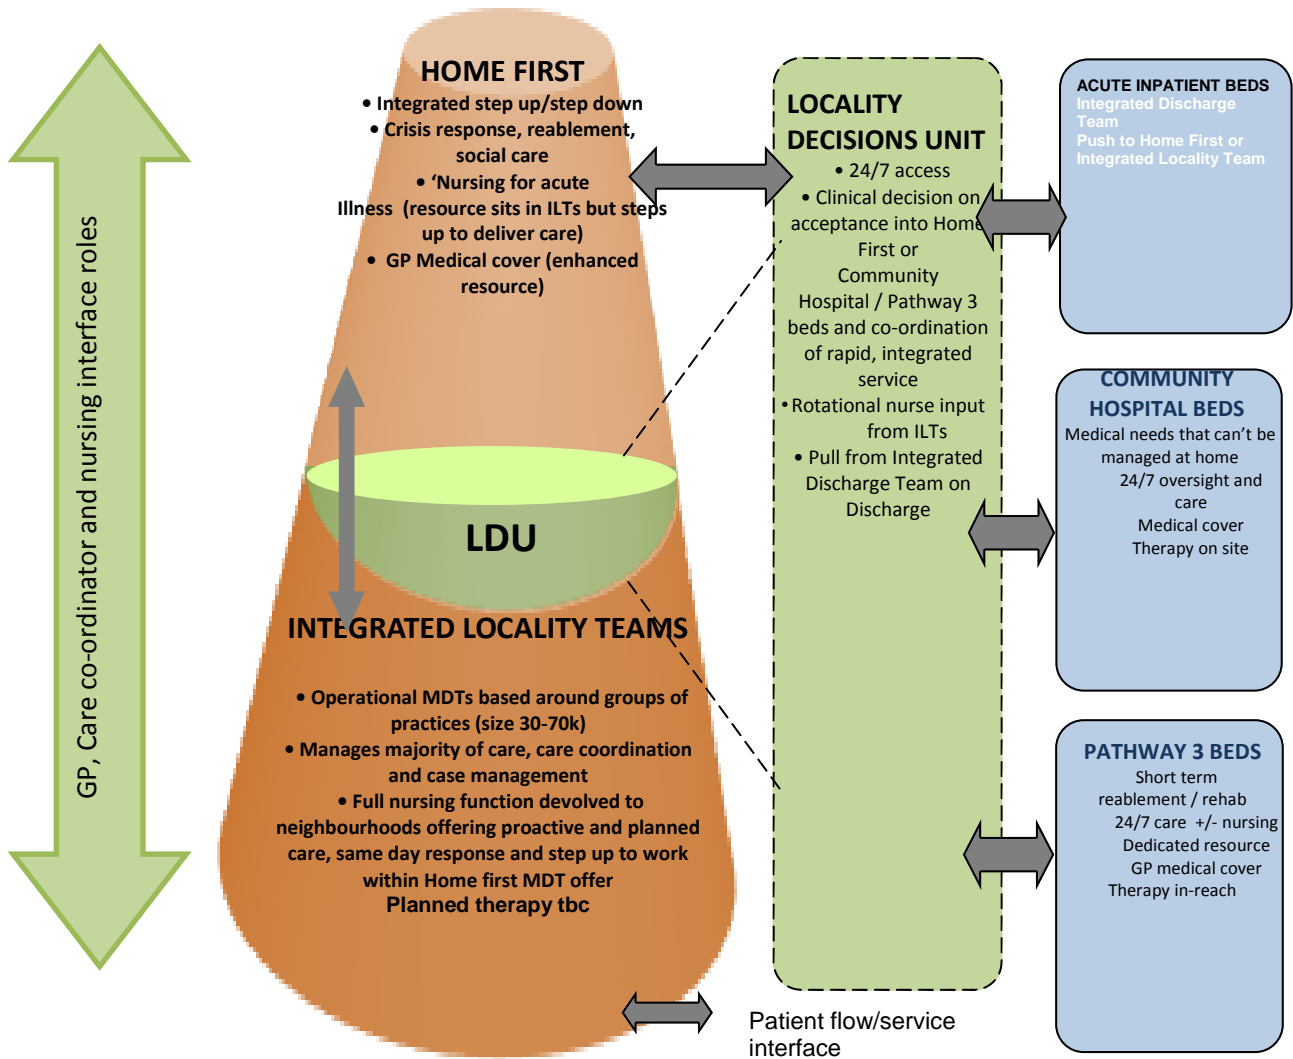 GP, Care co-ordinator and nursing interface roles
HOME FIRST
• Integrated step up/step down
• Crisis response, reablement,
social care
• ‘Nursing for acute
Illness (resource sits in ILTs but steps
up to deliver care)
• GP Medical cover (enhanced
resource)
LDU
INTEGRATED LOCALITY TEAMS
• Operational MDTs based around groups of
practices (size 30-70k)
• Manages majority of care, care coordination
and case management
• Full nursing function devolved to
neighbourhoods offering proactive and planned
care, same day response and step up to work
within Home first MDT offer
Planned therapy tbc
LOCALITY
DECISIONS UNIT
• 24/7 access
• Clinical decision on
acceptance into Home
First or
Community
Hospital / Pathway 3
beds and co-ordination
of rapid, integrated
service
• Rotational nurse input
from ILTs
• Pull from Integrated
Discharge Team on
Discharge
ACUTE INPATIENT BEDS
Integrated Discharge
Team
Push to Home First or
Integrated Locality Team
COMMUNITY
HOSPITAL BEDS
Medical needs that can’t be
managed at home
24/7 oversight and
care
Medical cover
Therapy on site
PATHWAY 3 BEDS
Short term
reablement / rehab
24/7 care +/- nursing
Dedicated resource
GP medical cover
Therapy in-reach
Patient flow/service
interface